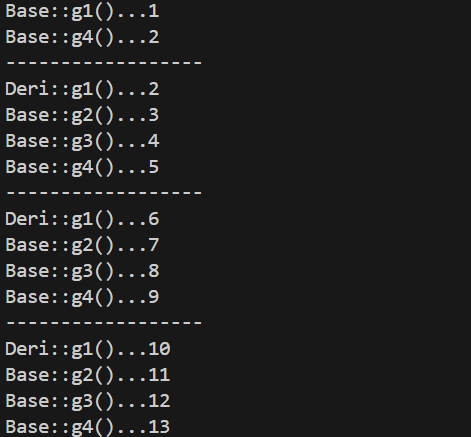 Base::g1()...1
Base::g4()...2
------------------
Deri::g1()...2
Base::g2()...3
Base::g3()...4
Base::g4()...5
------------------
Deri::g1()...6
Base::g2()...7
Base::g3()...8
Base::g4()...9
------------------
Deri::g1()...10
Base::g2()...11
Base::g3()...12
Base::g4()...13